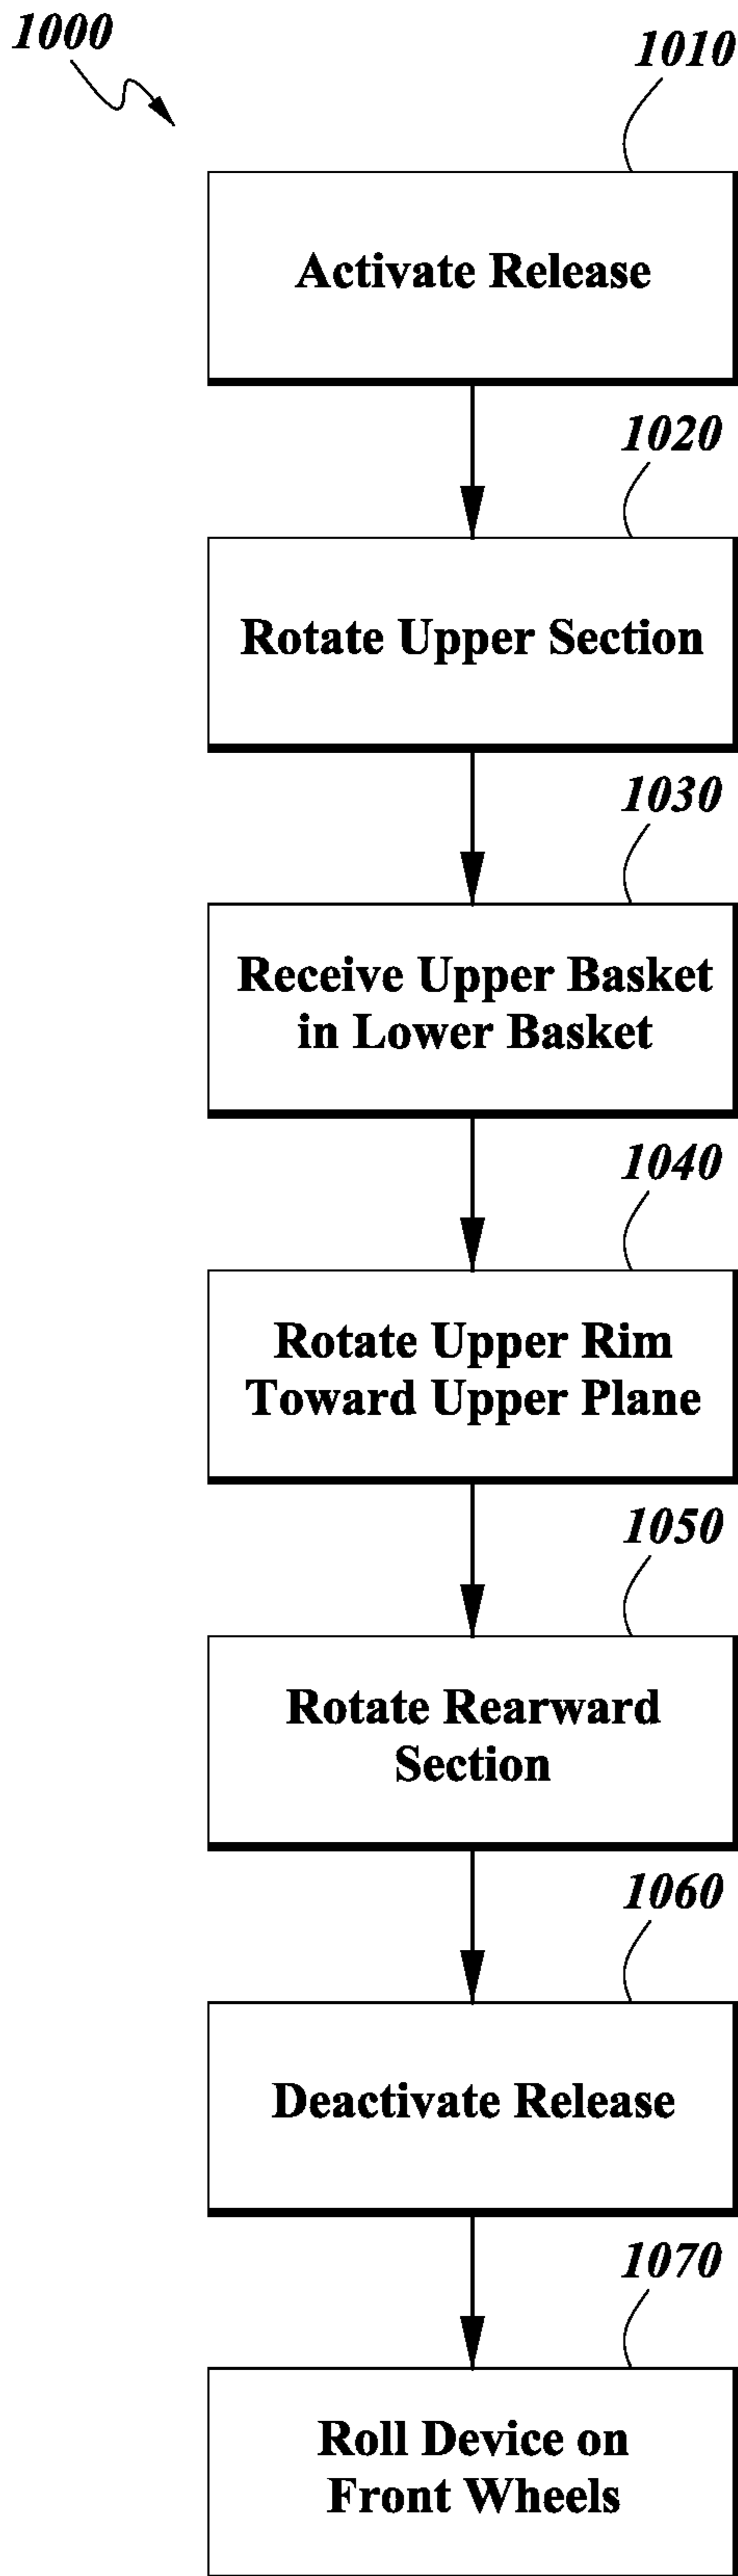 1000
1010
Activate Release
1020
Rotate Upper Section
1030
Receive Upper Basket
in Lower Basket
1040
Rotate Upper Rim
Toward Upper Plane
1050
Rotate Rearward
Section
1060
Deactivate Release
1070
Roll Device on
Front Wheels